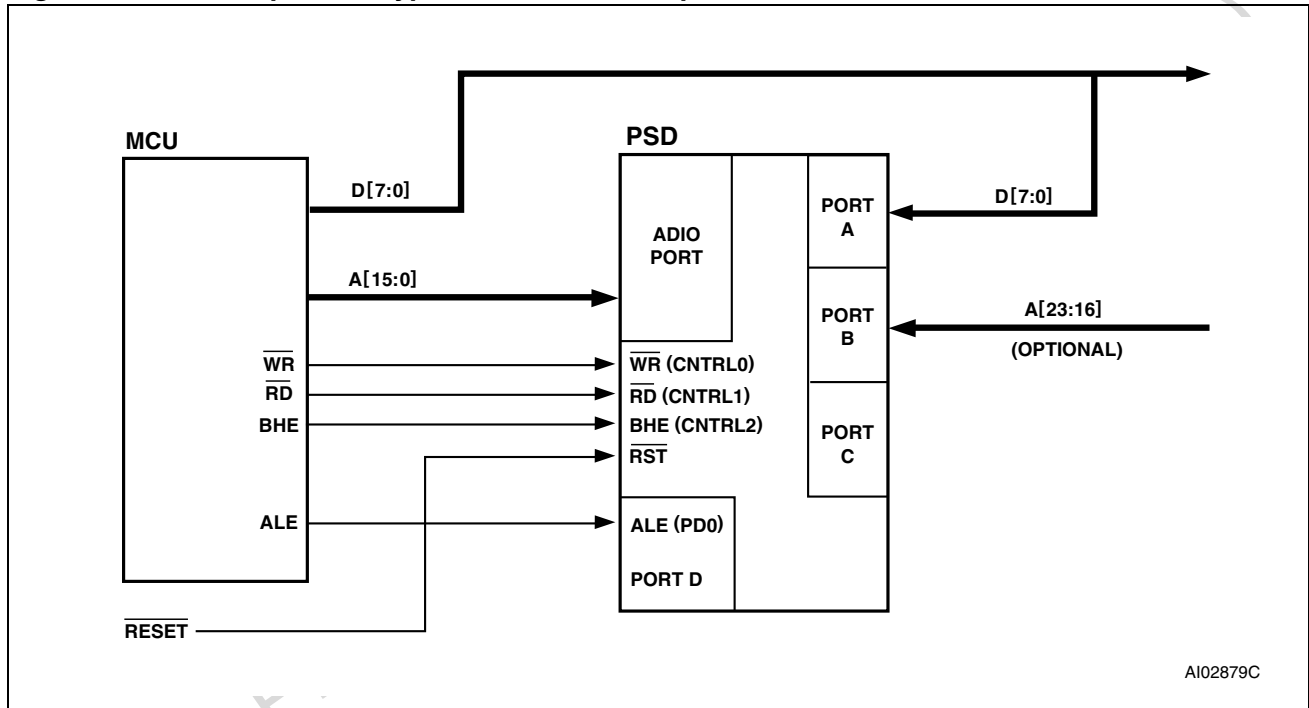 MCU
PSD
D[7:0]
D[7:0]
PORT
A
ADIO
PORT
A[15:0]
A[23:16]
(OPTIONAL)
PORT
B
WR
WR (CNTRL0)
RD
RD (CNTRL1)
BHE
BHE (CNTRL2)
PORT
C
RST
ALE
ALE (PD0)
PORT D
RESET
AI02879C